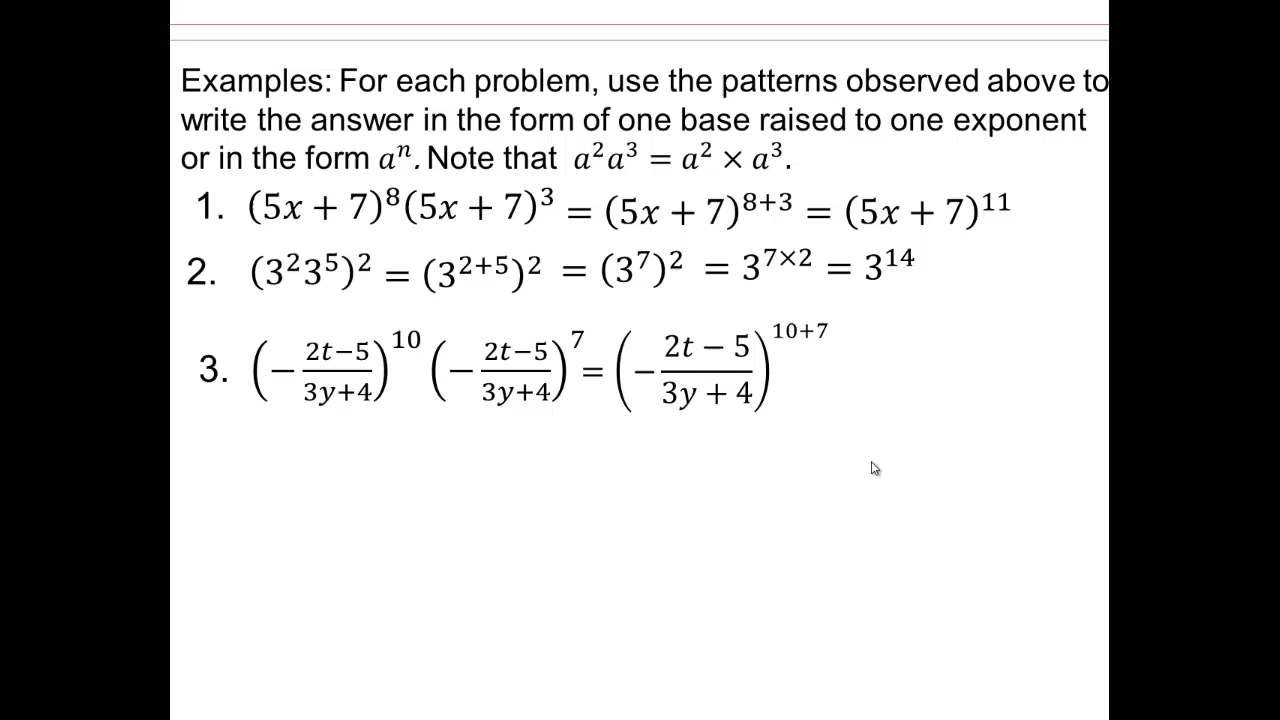 Examples: For each problem, use the patterns observed above to
write the answer in the form of one base raised to one exponent
or in the form aⁿ. Note that a²a³ = a² × a³.
1. (5x + 7)⁸(5x + 7)³ = (5x + 7)⁸⁺³ = (5x + 7)¹¹
2. (3²3⁵)² = (3²⁺⁵)² = (3⁷)² = 3⁷ˣ² = 3¹⁴
3. (−(2t−5)/(3y+4))¹⁰ (−(2t−5)/(3y+4))⁷ = (−(2t − 5)/(3y + 4))¹⁰⁺⁷